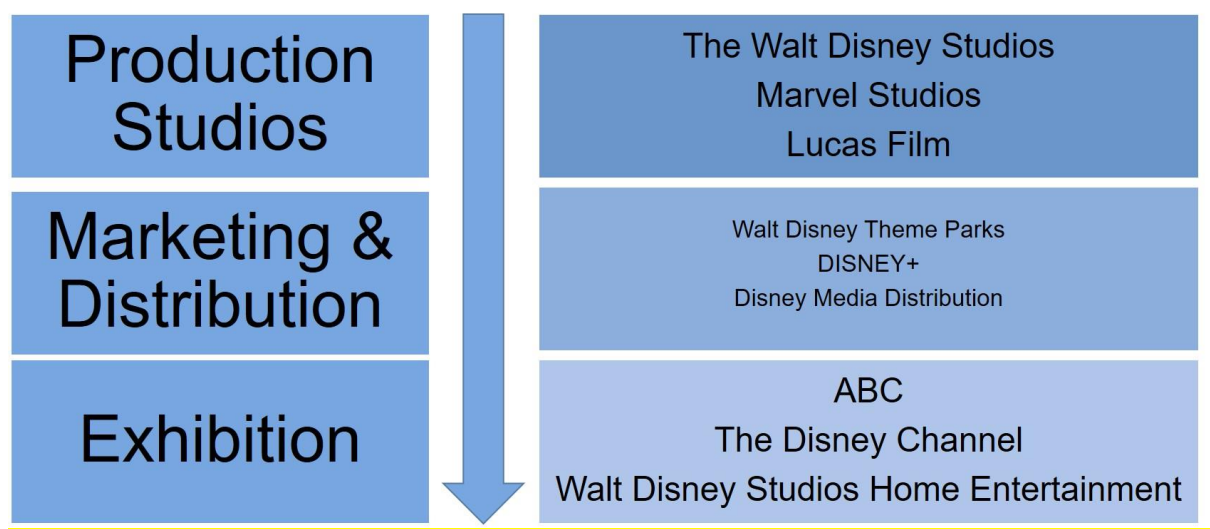 Production
Studios
The Walt Disney Studios
Marvel Studios
Lucas Film
Marketing &
Distribution
Walt Disney Theme Parks
DISNEY+
Disney Media Distribution
Exhibition
ABC
The Disney Channel
Walt Disney Studios Home Entertainment